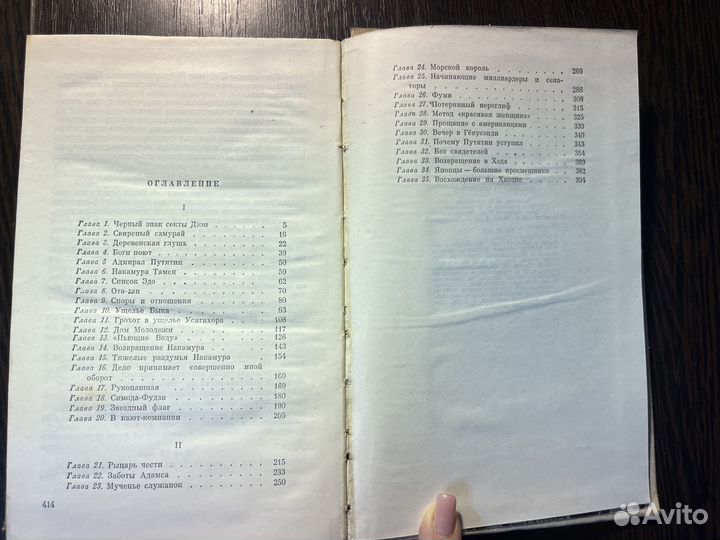 ОГЛАВЛЕНИЕ
I
Глава 1. Черный знак секты Дзэн . . . . . . . 5
Глава 2. Свирепый самурай . . . . . . . . 16
Глава 3. Деревенская глушь . . . . . . . . 22
Глава 4. Боги поют . . . . . . . . . . 39
Глава 5 Адмирал Путятин . . . . . . . . 50
Глава 6. Накамура Тамея . . . . . . . . 59
Глава 7. Список Эдо . . . . . . . . . . 62
Глава 8. Ота-сан . . . . . . . . . . . 70
Глава 9. Споры и отношения . . . . . . . 80
Глава 10. Ущелье Быка . . . . . . . . . 93
Глава 11. Грохот в ущелье Усигахора . . . . . 108
Глава 12. Дом Молодежи . . . . . . . . 117
Глава 13. «Пьющие Воду» . . . . . . . . 126
Глава 14. Возвращение Накамура . . . . . . 143
Глава 15. Тяжелые раздумья Накамура . . . . . 154
Глава 16. Дело принимает совершенно иной
оборот . . . . . . . . . . . 160
Глава 17. Рукопашная . . . . . . . . . 169
Глава 18. Симода-Фудзи . . . . . . . . . 180
Глава 19. Звездный флаг . . . . . . . . 190
Глава 20. В кают-компании . . . . . . . . 205
II
Глава 21. Рыцарь чести . . . . . . . . . 215
Глава 22. Заботы Адамса . . . . . . . . 233
Глава 23. Мученье служанок . . . . . . . 250
414
Глава 24. Морской король . . . . . . . . 269
Глава 25. Начинающие миллиардеры и сена-
торы . . . . . . . . . . . 286
Глава 26. Фуми . . . . . . . . . . . 308
Глава 27. Потерянный иероглиф . . . . . . 315
Глава 28. Метод «красивая женщина» . . . . . 325
Глава 29. Прощание с американцами . . . . . 330
Глава 30. Вечер в Гёкусэнди . . . . . . . 340
Глава 31. Почему Путятин уступил . . . . . 343
Глава 32. Без свидетелей . . . . . . . . 354
Глава 33. Возвращение в Хэда . . . . . . . 369
Глава 34. Японцы — большие просмешники . . . 382
Глава 35. Восхождение на Хаконе . . . . . . 394
Avito